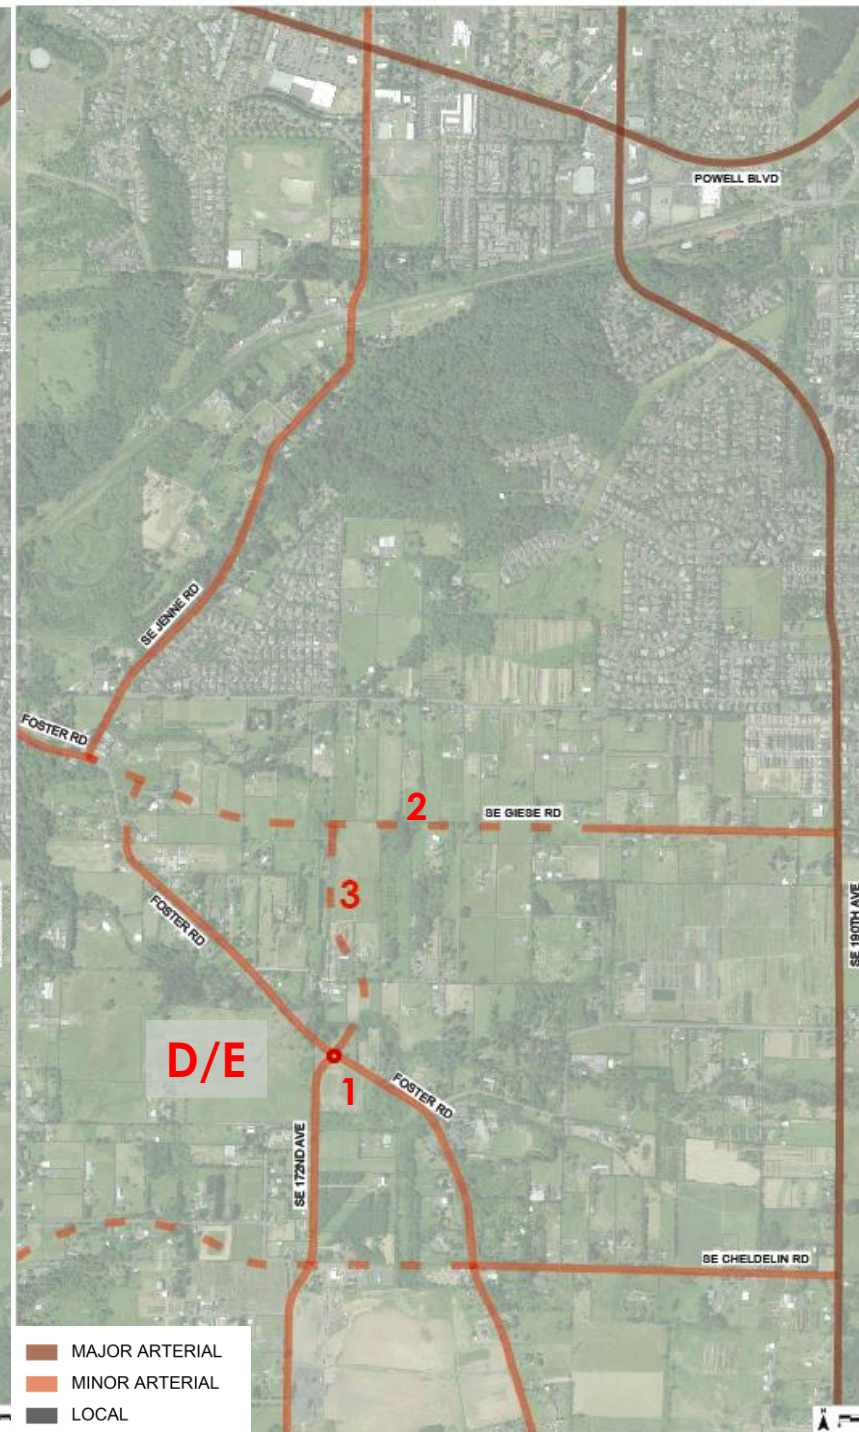 POWELL BLVD
SE JENNE RD
FOSTER RD
2
SE GIESE RD
3
FOSTER RD
SE 190TH AVE
D/E
1
FOSTER RD
SE 172ND AVE
SE CHELDELIN RD
MAJOR ARTERIAL
MINOR ARTERIAL
LOCAL
N